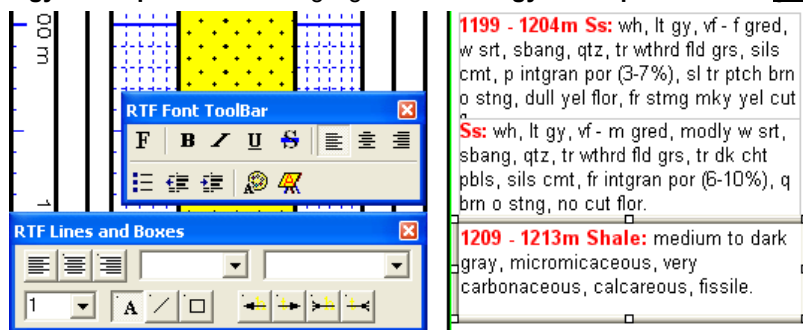 00 m
1
RTF Font ToolBar
F B I U S
RTF Lines and Boxes
1
A
1199 - 1204m Ss: wh, lt gy, vf - f gred,
w srt, sbang, qtz, tr wthrd fld grs, sils
cmt, p intgran por (3-7%), sl tr ptch brn
o stng, dull yel flor, fr stmg mky yel cut
Ss: wh, lt gy, vf - m gred, modly w srt,
sbang, qtz, tr wthrd fld grs, tr dk cht
pbls, sils cmt, fr intgran por (6-10%), q
brn o stng, no cut flor.
1209 - 1213m Shale: medium to dark
gray, micromicaceous, very
carbonaceous, calcareous, fissile.